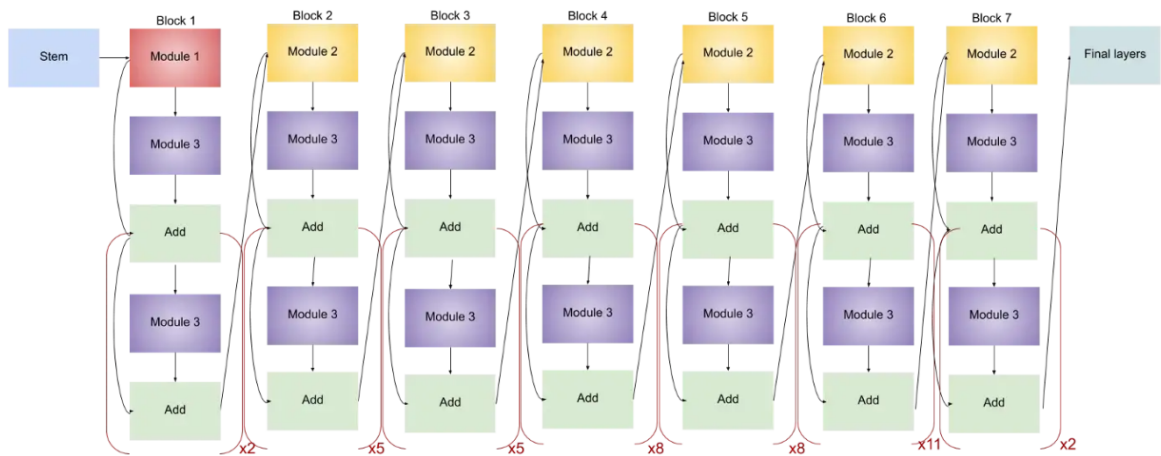 Block 1
Block 2
Block 3
Block 4
Block 5
Block 6
Block 7
Stem
Module 1
Module 2
Module 2
Module 2
Module 2
Module 2
Module 2
Final layers
Module 3
Module 3
Module 3
Module 3
Module 3
Module 3
Module 3
Add
Add
Add
Add
Add
Add
Add
Module 3
Module 3
Module 3
Module 3
Module 3
Module 3
Module 3
Add
Add
Add
Add
Add
Add
Add
x2
x5
x5
x8
x8
x11
x2